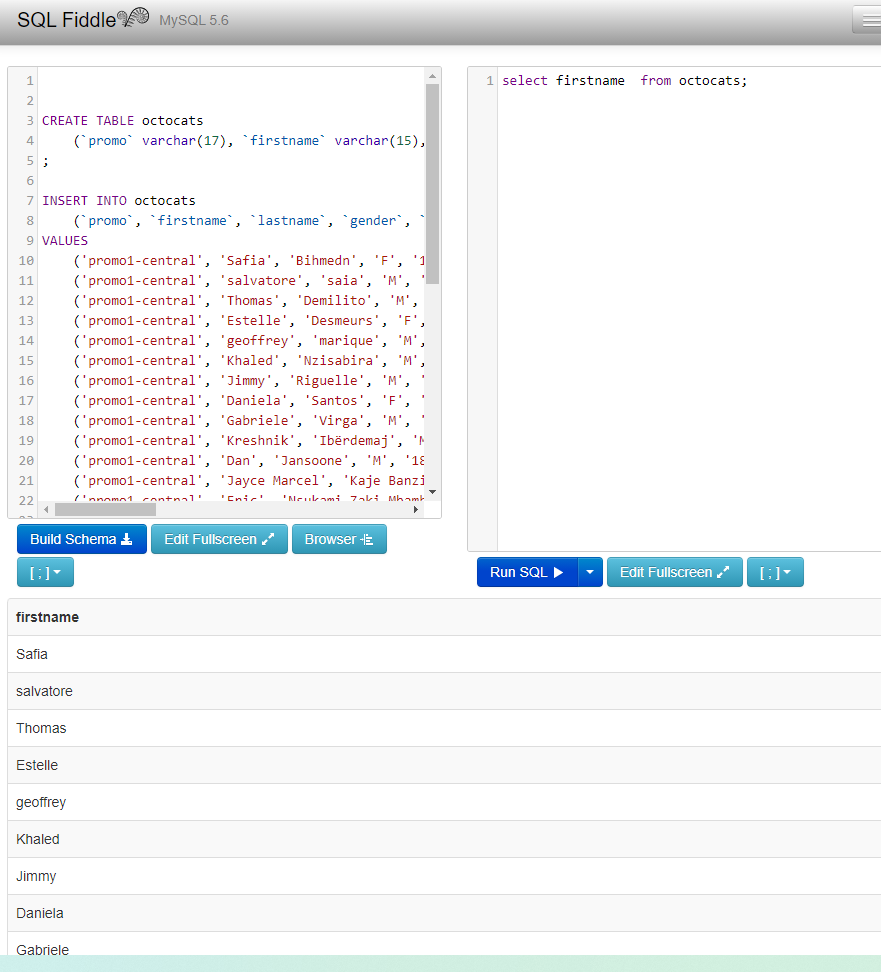 SQL Fiddle MySQL 5.6
1
2
3 CREATE TABLE octocats
4 (`promo` varchar(17), `firstname` varchar(15),
5 ;
6
7 INSERT INTO octocats
8 (`promo`, `firstname`, `lastname`, `gender`, `
9 VALUES
10 ('promo1-central', 'Safia', 'Bihmedn', 'F', '1
11 ('promo1-central', 'salvatore', 'saia', 'M', '
12 ('promo1-central', 'Thomas', 'Demilito', 'M',
13 ('promo1-central', 'Estelle', 'Desmeurs', 'F',
14 ('promo1-central', 'geoffrey', 'marique', 'M',
15 ('promo1-central', 'Khaled', 'Nzisabira', 'M',
16 ('promo1-central', 'Jimmy', 'Riguelle', 'M', '
17 ('promo1-central', 'Daniela', 'Santos', 'F', '
18 ('promo1-central', 'Gabriele', 'Virga', 'M', '
19 ('promo1-central', 'Kreshnik', 'Ibërdemaj', 'M
20 ('promo1-central', 'Dan', 'Jansoone', 'M', '18
21 ('promo1-central', 'Jayce Marcel', 'Kaje Banzi
22 ('promo1-central', 'Eric', 'Nsukami Zaki
1 select firstname  from octocats;
Build Schema Edit Fullscreen Browser
[ ; ]
Run SQL Edit Fullscreen [ ; ]
firstname
Safia
salvatore
Thomas
Estelle
geoffrey
Khaled
Jimmy
Daniela
Gabriele